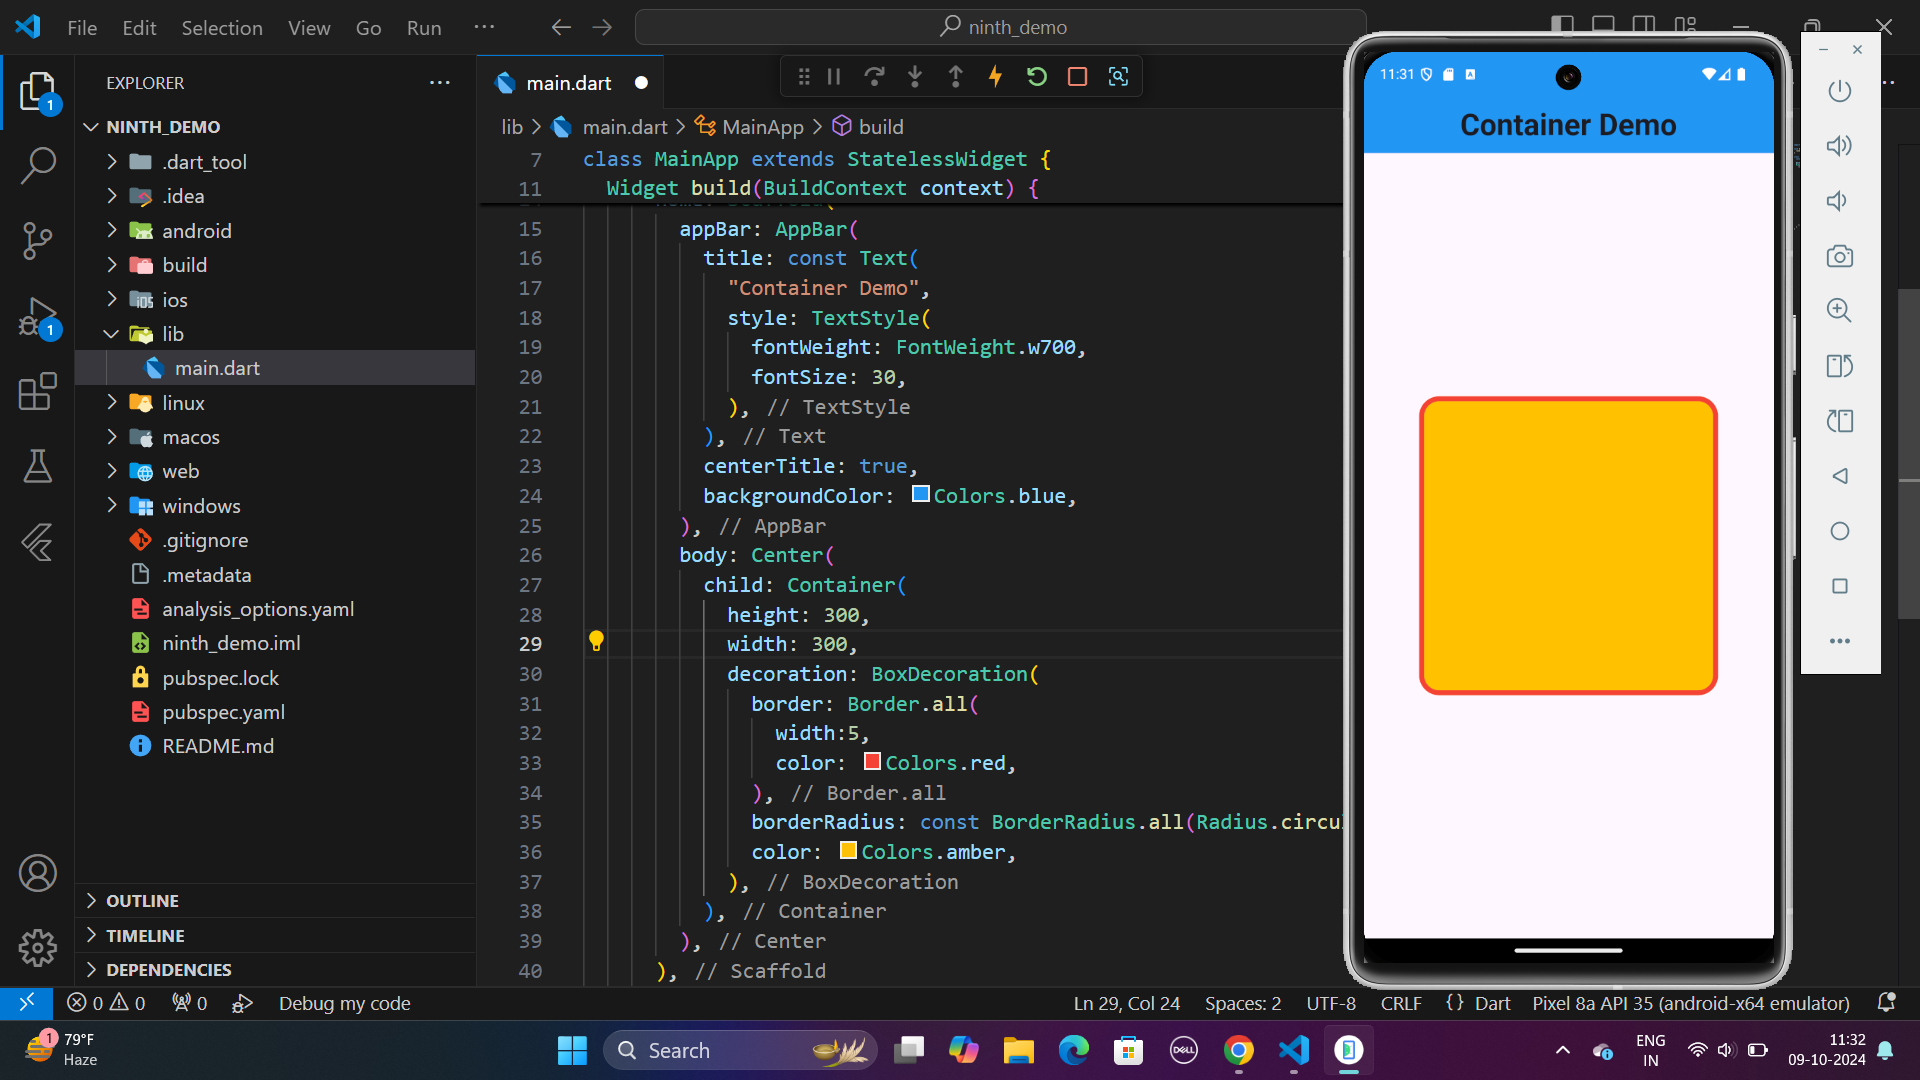 File Edit Selection View Go Run ···
ninth_demo
EXPLORER
NINTH_DEMO
.dart_tool
.idea
android
build
ios
lib
main.dart
linux
macos
web
windows
.gitignore
.metadata
analysis_options.yaml
ninth_demo.iml
pubspec.lock
pubspec.yaml
README.md
OUTLINE
TIMELINE
DEPENDENCIES
1
1
main.dart
lib > main.dart > MainApp > build
7 class MainApp extends StatelessWidget {
11 Widget build(BuildContext context) {
15 appBar: AppBar(
16 title: const Text(
17 "Container Demo",
18 style: TextStyle(
19 fontWeight: FontWeight.w700,
20 fontSize: 30,
21 ), // TextStyle
22 ), // Text
23 centerTitle: true,
24 backgroundColor: Colors.blue,
25 ), // AppBar
26 body: Center(
27 child: Container(
28 height: 300,
29 width: 300,
30 decoration: BoxDecoration(
31 border: Border.all(
32 width:5,
33 color: Colors.red,
34 ), // Border.all
35 borderRadius: const BorderRadius.all(Radius.circu
36 color: Colors.amber,
37 ), // BoxDecoration
38 ), // Container
39 ), // Center
40 ), // Scaffold
11:31
Container Demo
0 0 0 Debug my code
Ln 29, Col 24 Spaces: 2 UTF-8 CRLF {} Dart Pixel 8a API 35 (android-x64 emulator)
1
79°F
Haze
Search
DELL
ENG
IN
11:32
09-10-2024